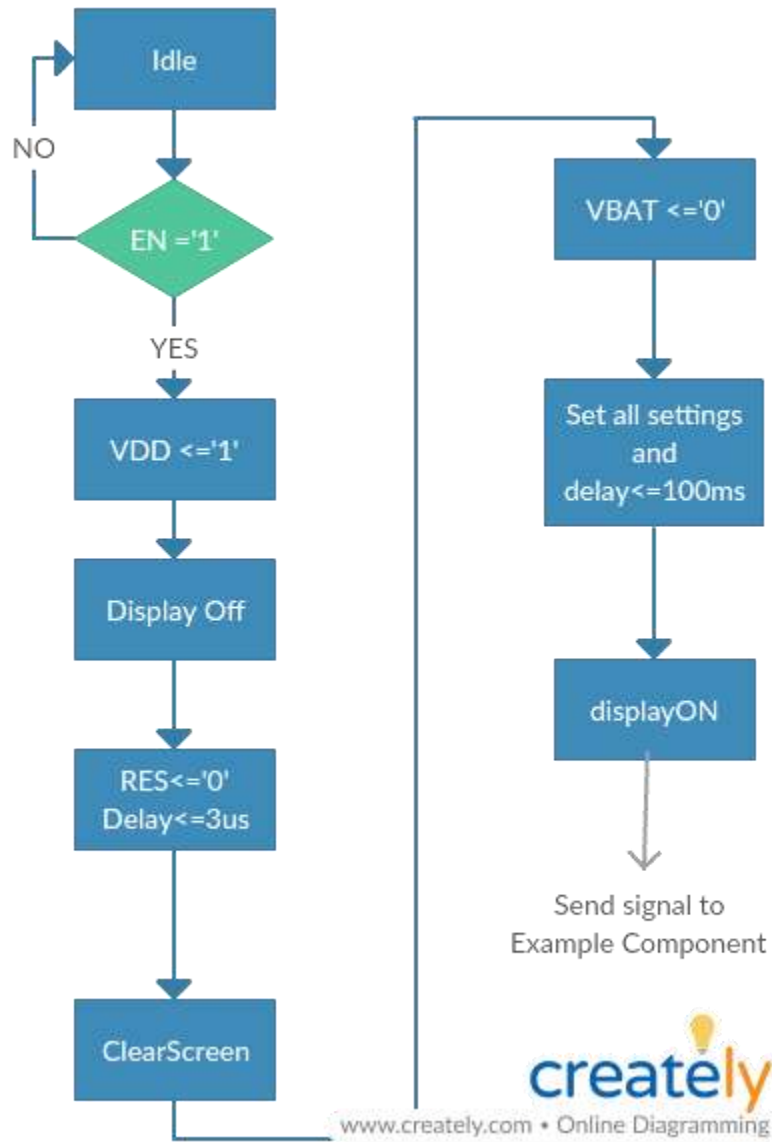 Idle
NO
EN ='1'
YES
VDD <='1'
Display Off
RES<='0'
Delay<=3us
ClearScreen
VBAT <='0'
Set all settings
and
delay<=100ms
displayON
Send signal to
Example Component
creately
www.creately.com • Online Diagramming